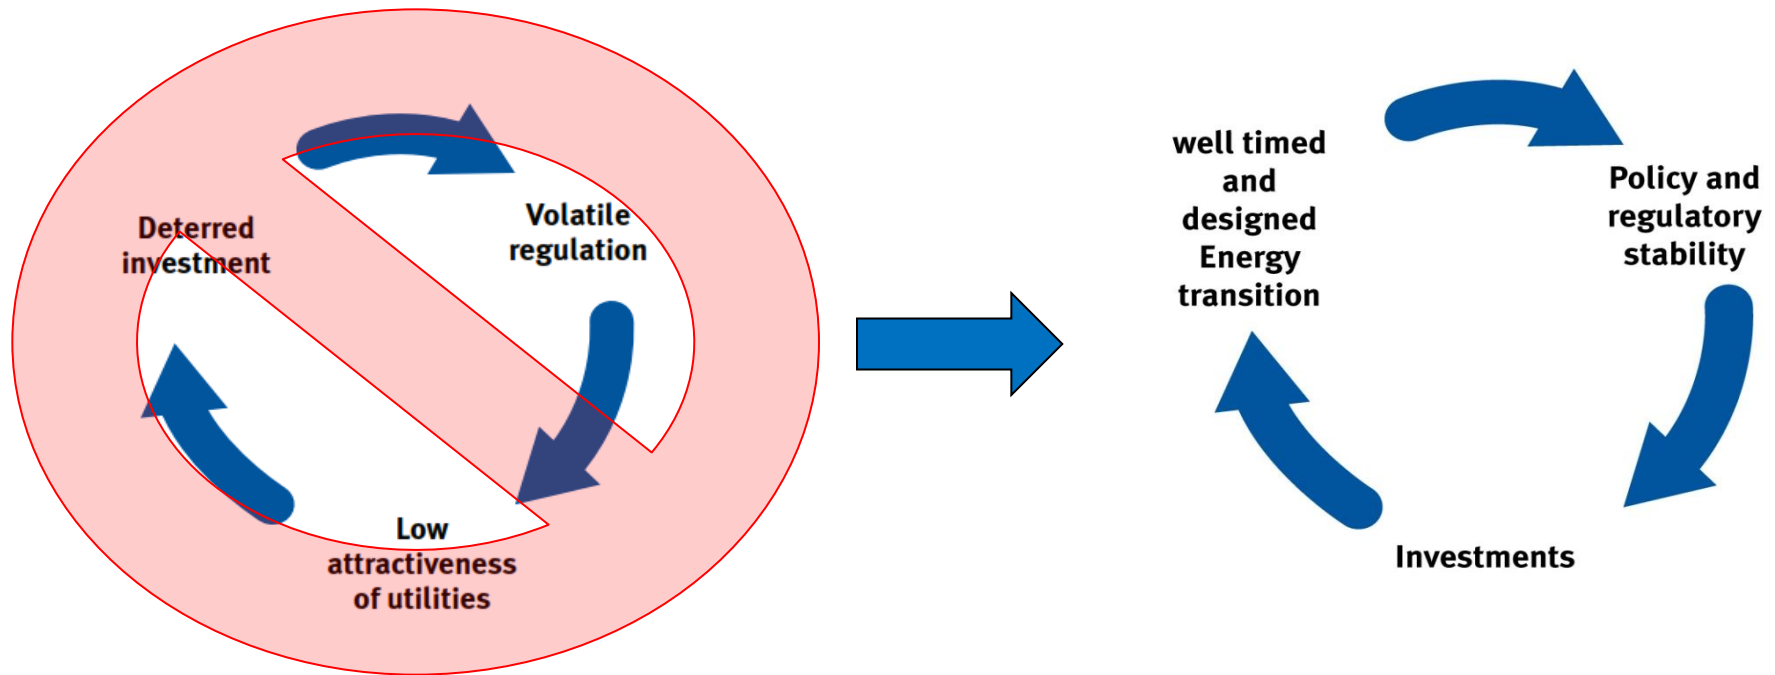 Deterred
investment
Volatile
regulation
Low
attractiveness
of utilities
well timed
and
designed
Energy
transition
Policy and
regulatory
stability
Investments